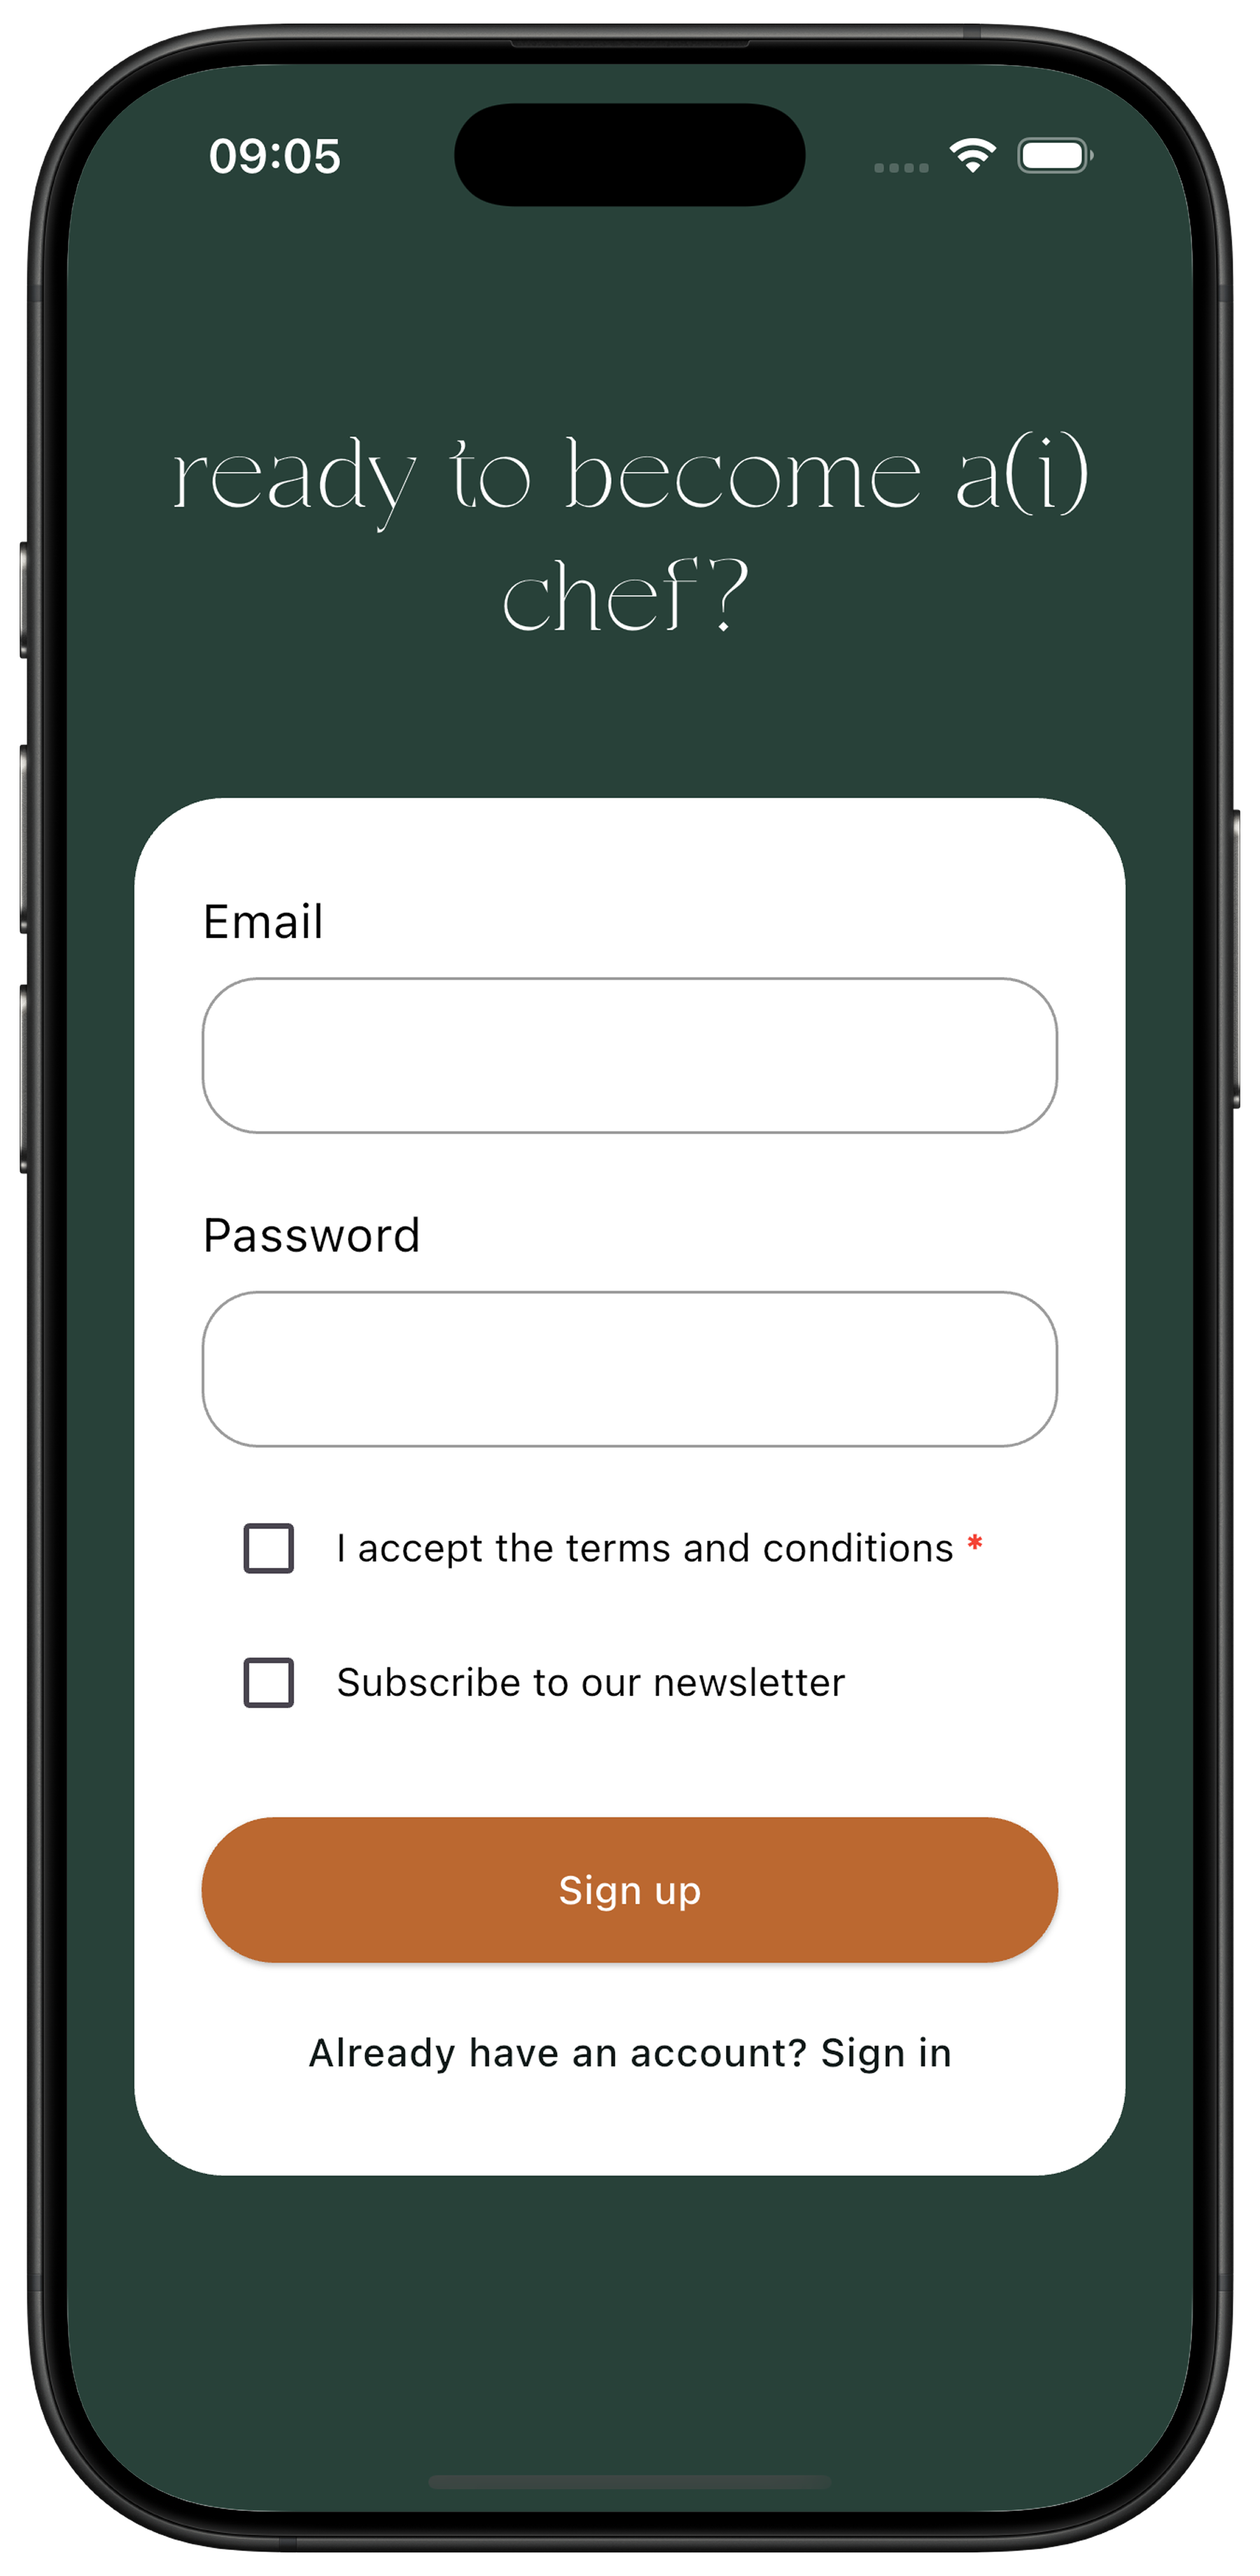 09:05
ready to become a(i)
chef?
Email
Password
I accept the terms and conditions *
Subscribe to our newsletter
Sign up
Already have an account? Sign in